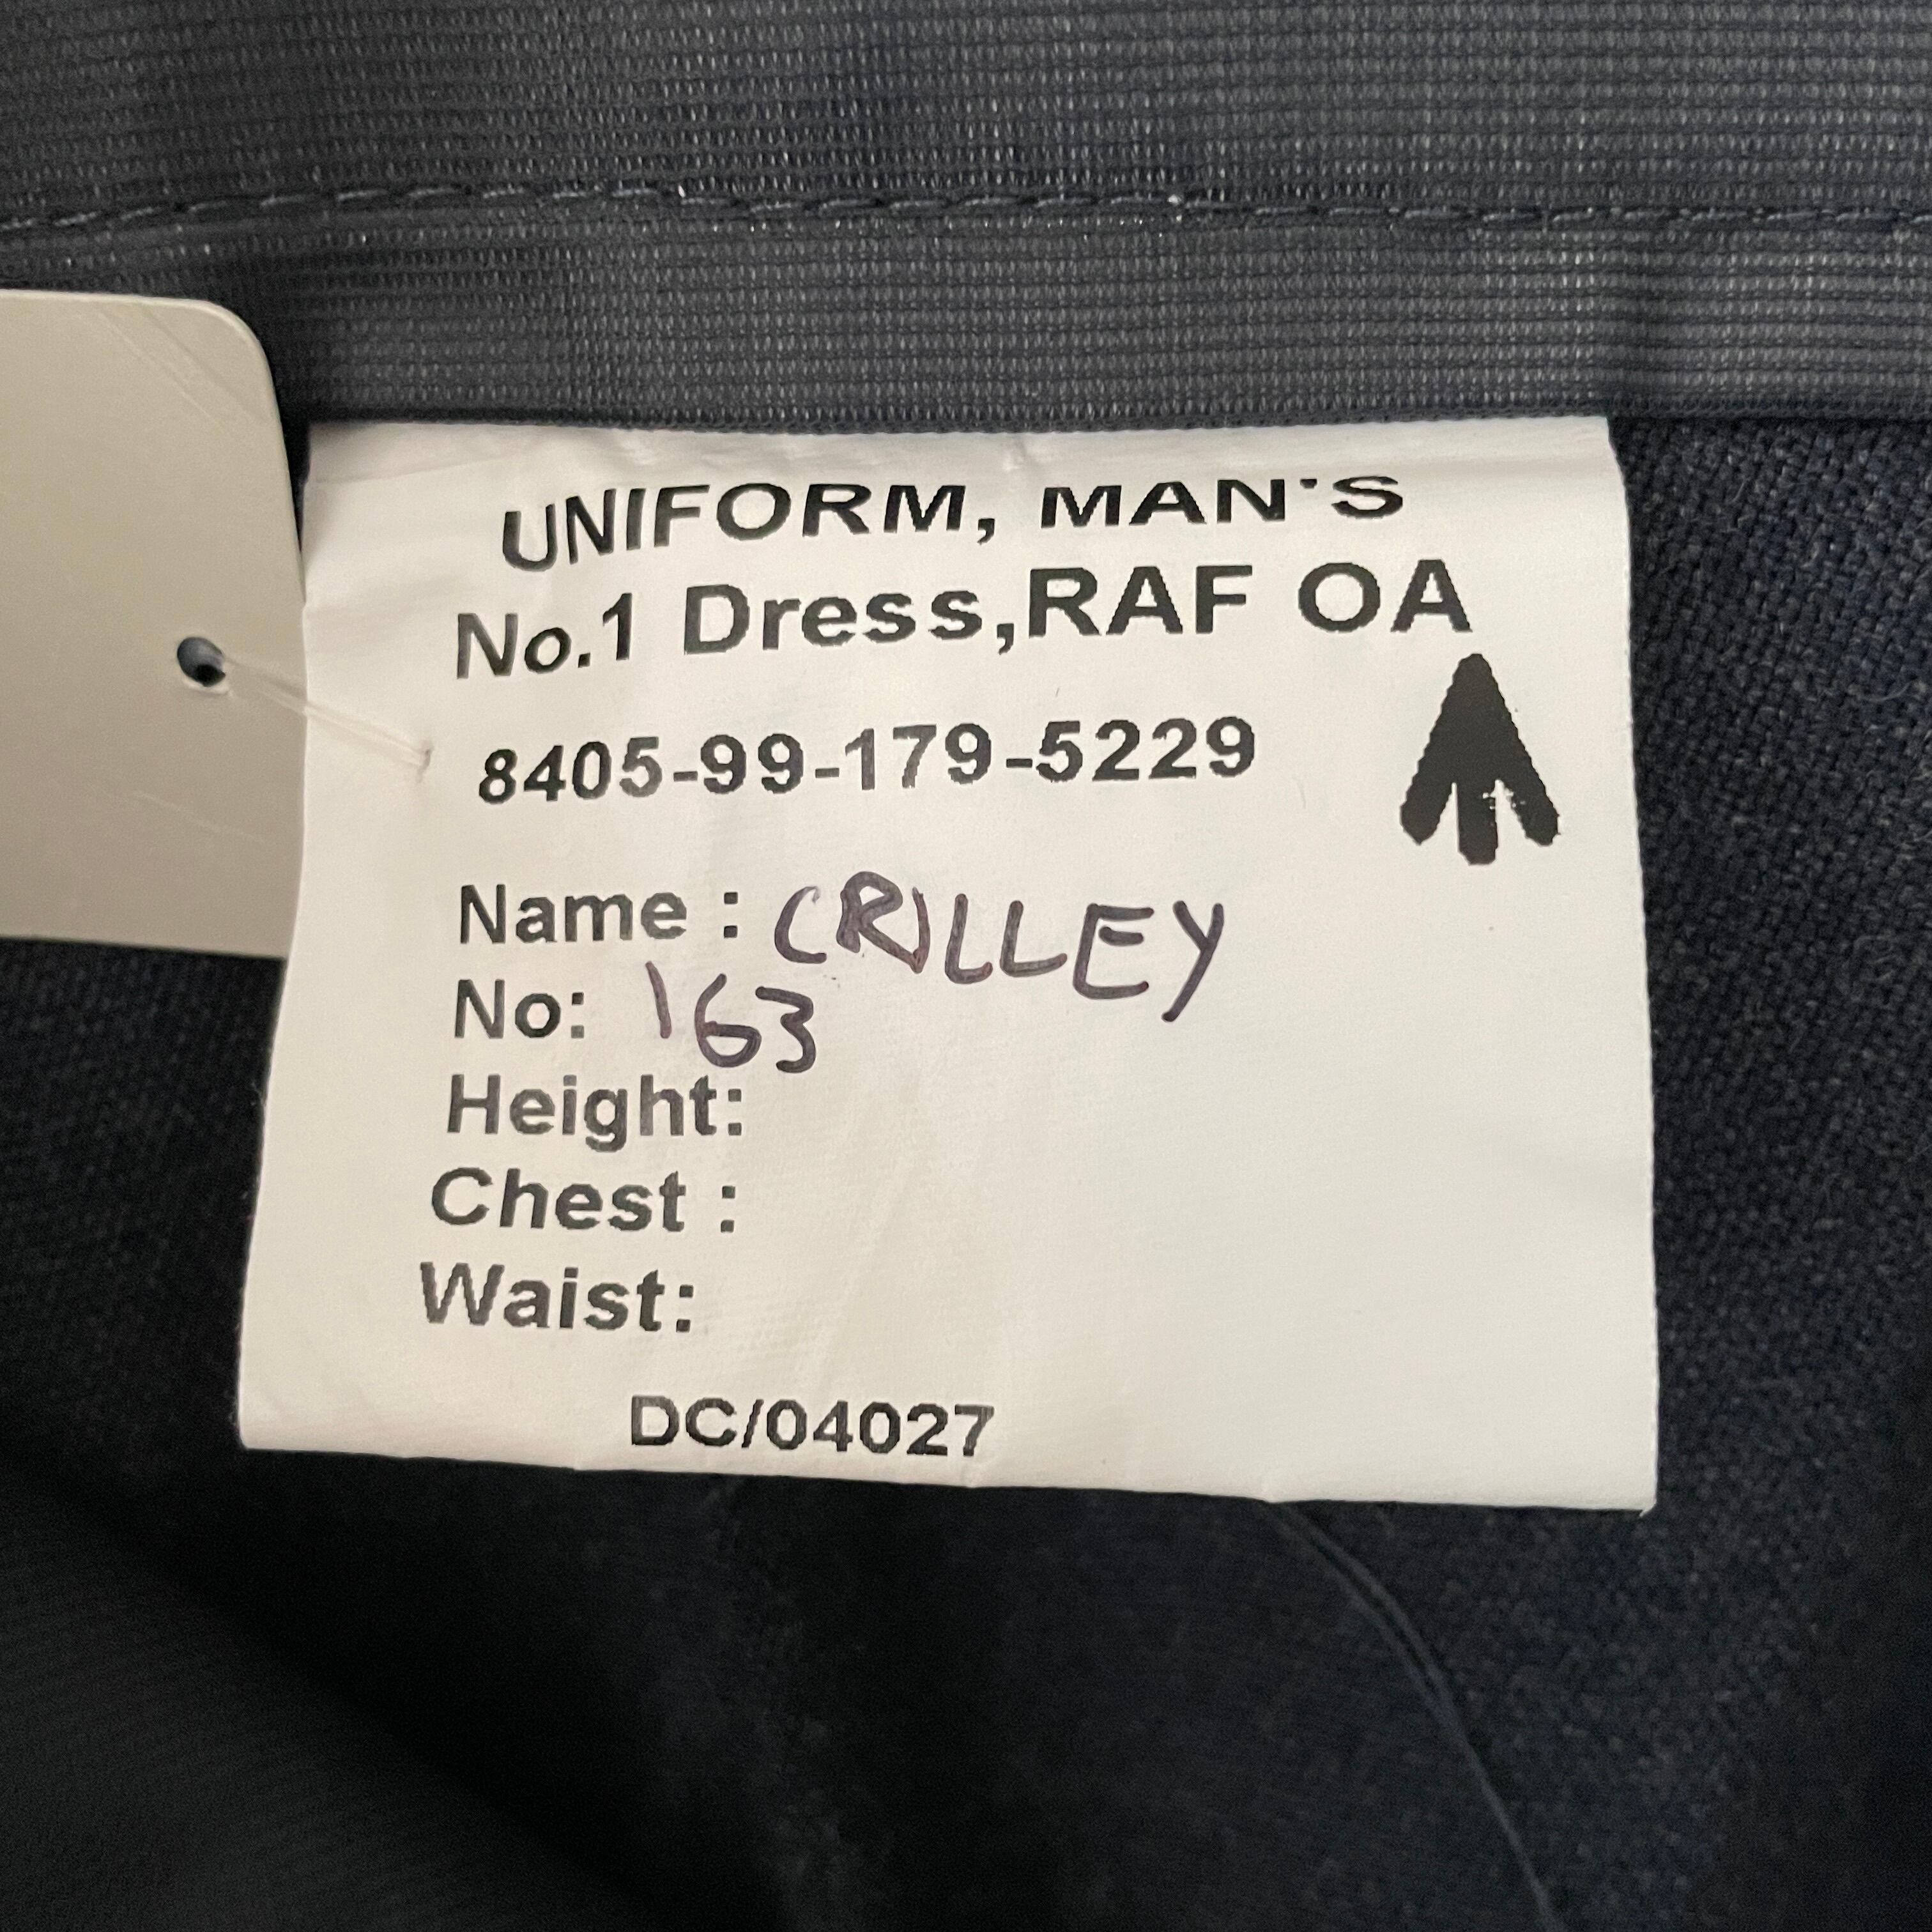 UNIFORM, MAN'S
No.1 Dress,RAF OA
8405-99-179-5229
Name : CRILLEY
No: 163
Height:
Chest :
Waist:
DC/04027